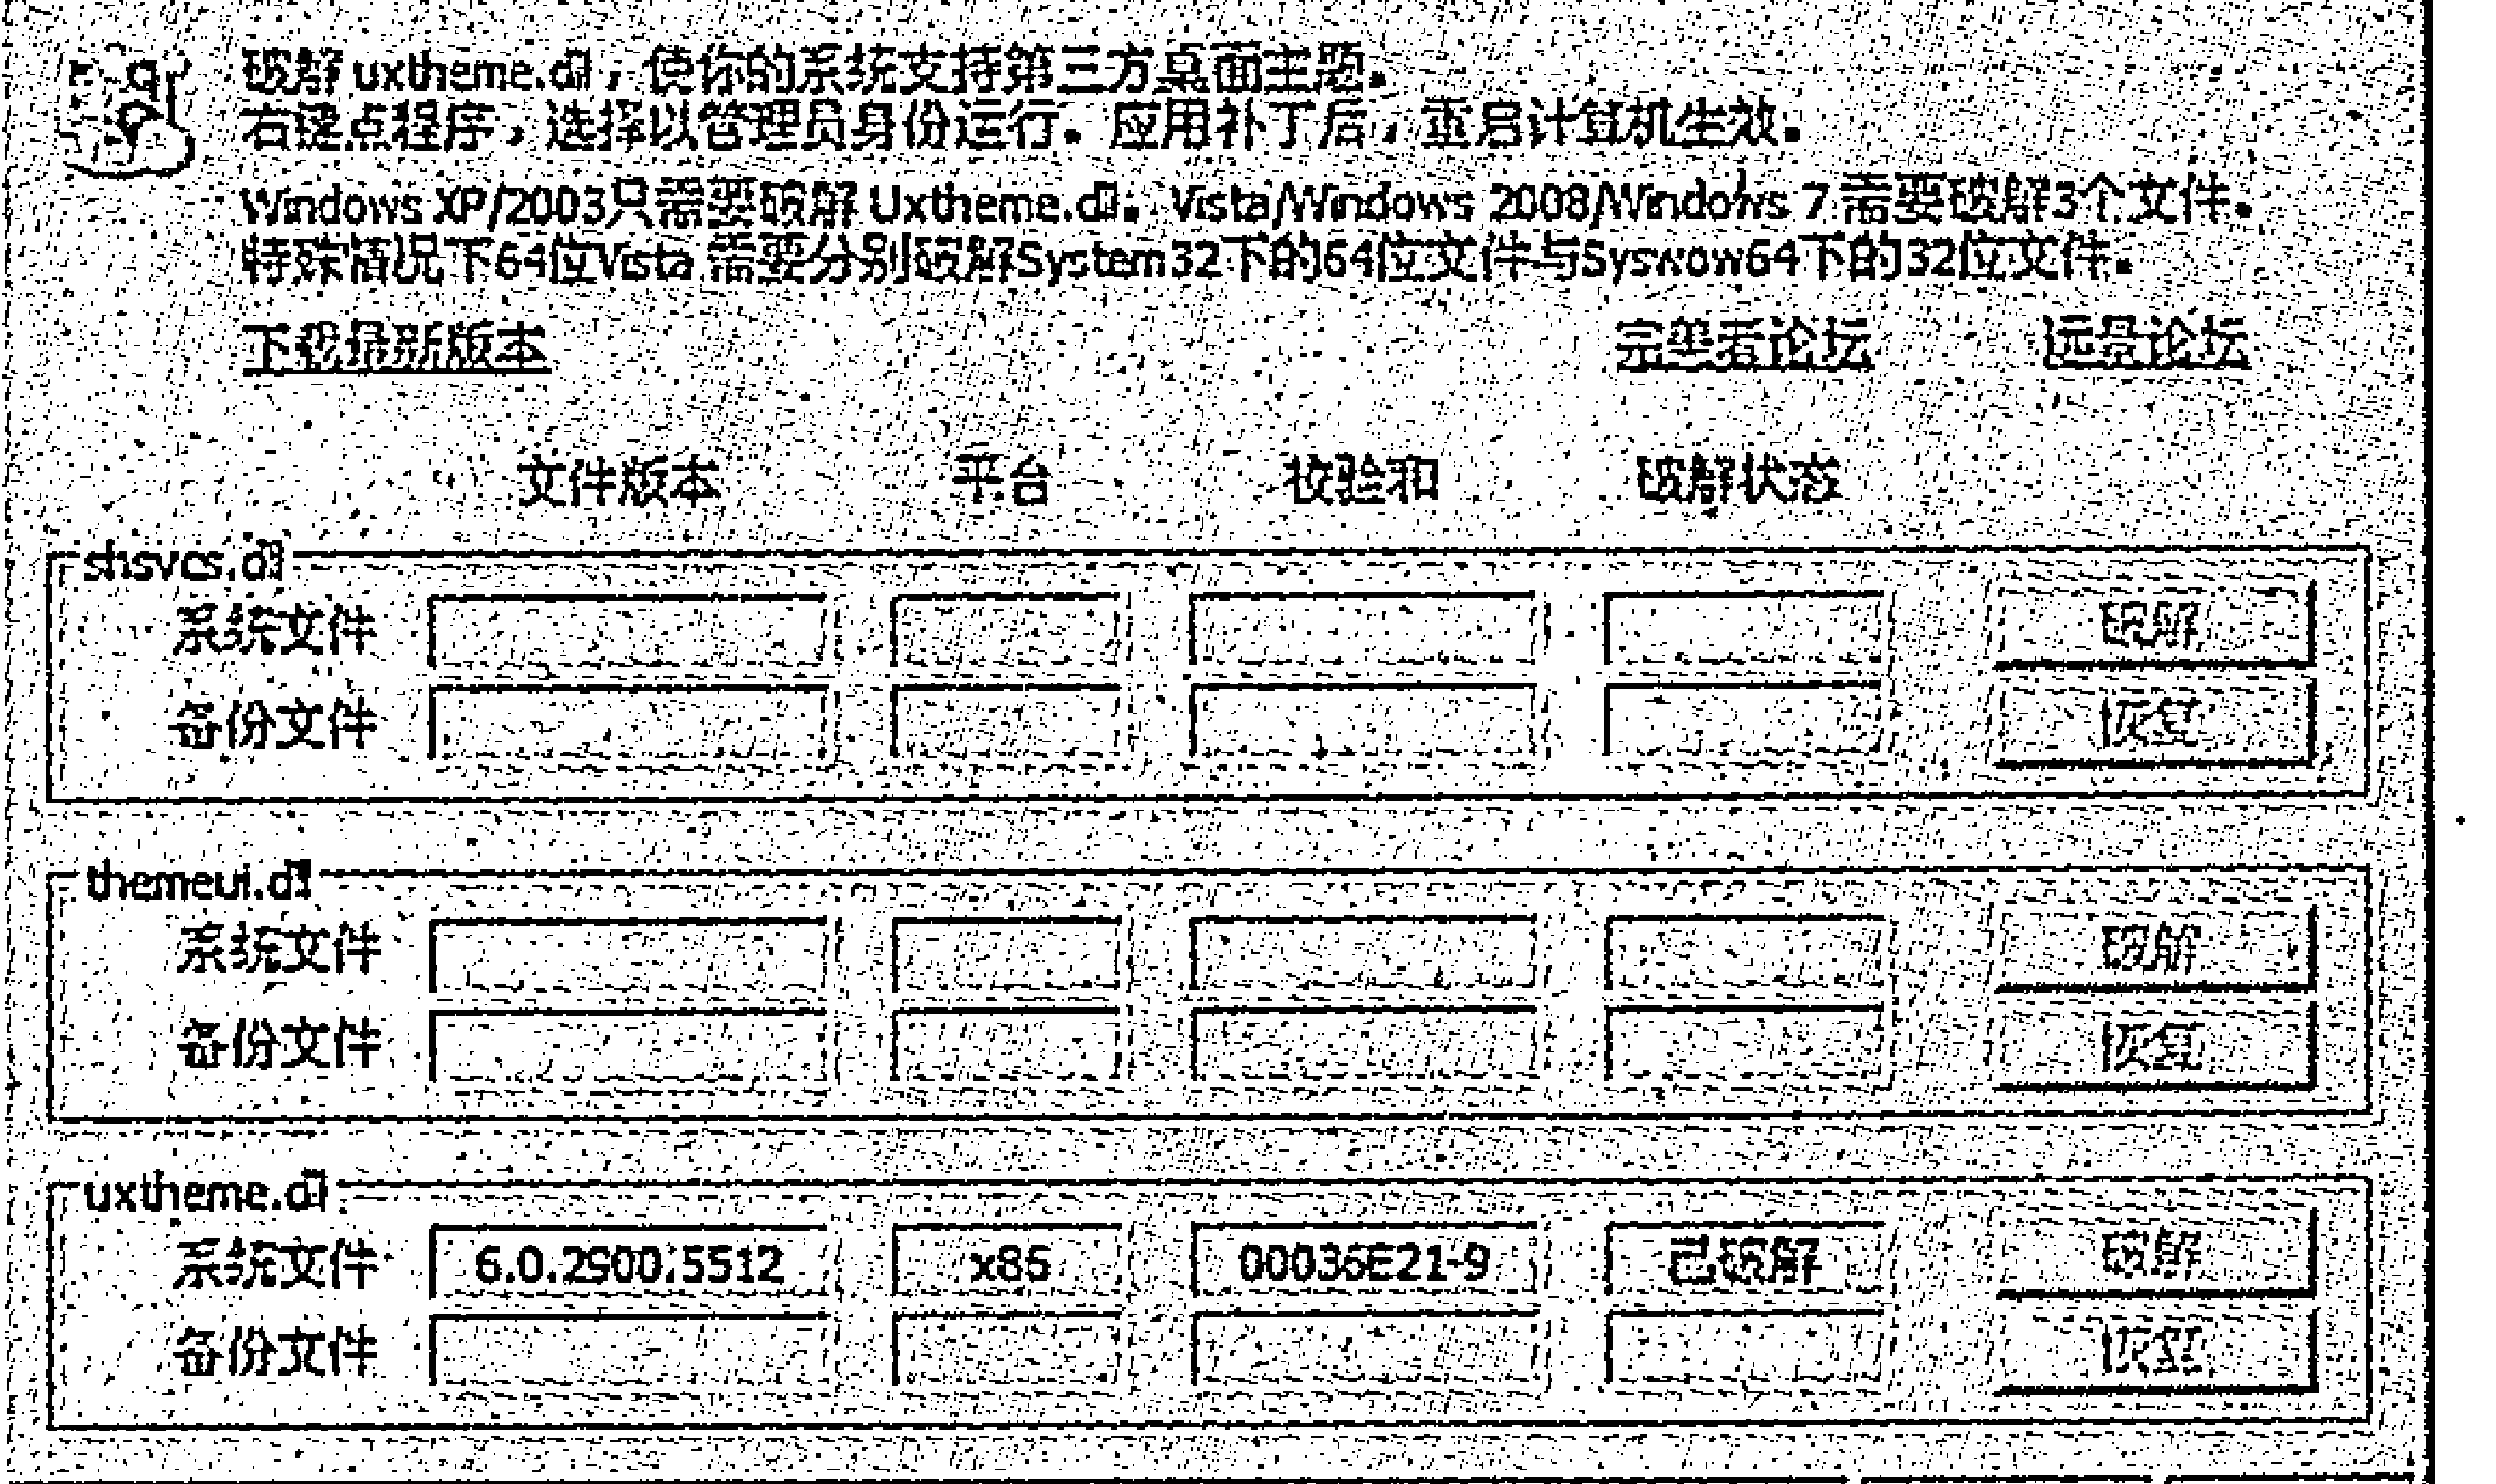 破解 uxtheme.dll，使你的系统支持第三方桌面主题。
右键点程序，选择以管理员身份运行。应用补丁后，重启计算机生效。
Windows XP/2003只需要破解 Uxtheme.dll。Vista/Windows 2008/Windows 7 需要破解3个文件。
特殊情况下64位Vista 需要分别破解System32下的64位文件与Syswow64下的32位文件。
下载最新版本 完美者论坛 远景论坛
文件版本 平台 校验和 破解状态
shsvcs.dll
系统文件 破解
备份文件 恢复
themeui.dll
系统文件 破解
备份文件 恢复
uxtheme.dll
系统文件 6.0.2900.5512 x86 00036E21-9 已破解 破解
备份文件 恢复